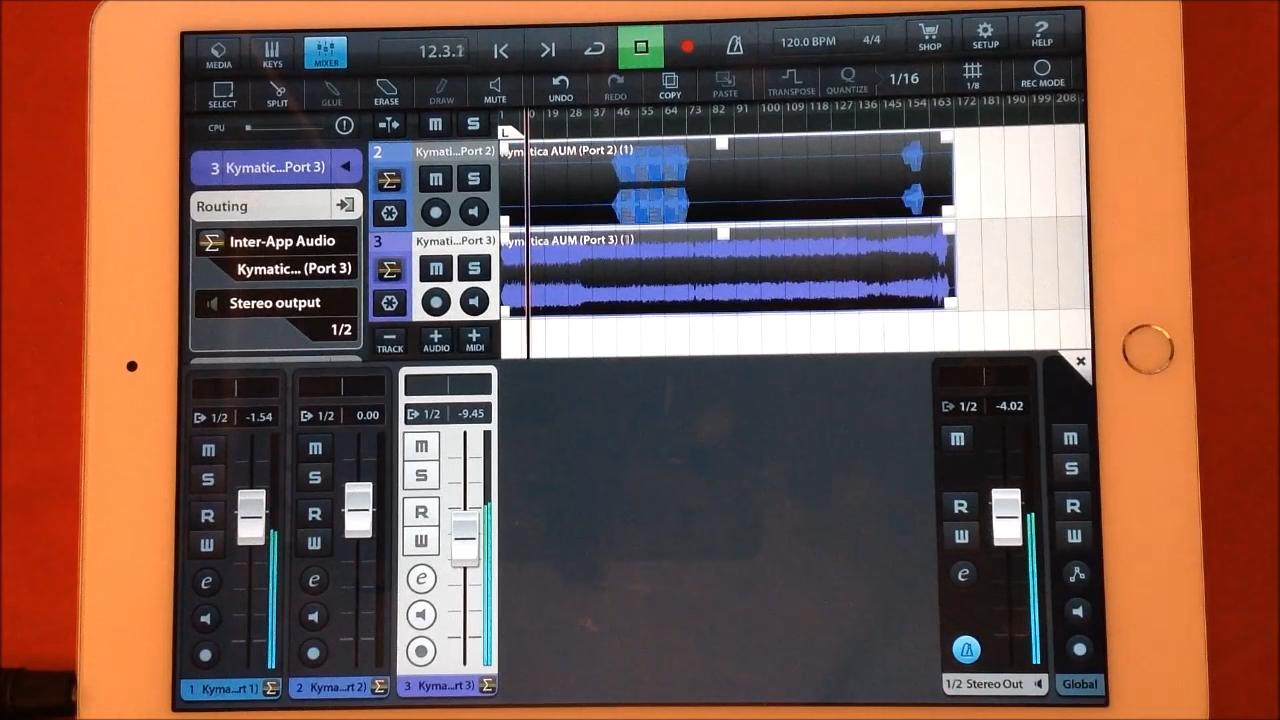 MEDIA KEYS MIXER 12.3.1 120.0 BPM 4/4 SHOP SETUP HELP
SELECT SPLIT GLUE ERASE DRAW MUTE UNDO REDO COPY PASTE TRANSPOSE QUANTIZE 1/16 1/8 REC MODE
CPU M S 1 19 28 37 46 55 64 73 82 91 100 109 118 127 136 145 154 163 172 181 190 199 208
L
3 Kymatic...Port 3)
Routing
Inter-App Audio
Kymatic... (Port 3)
Stereo output
1/2
2 Kymati...Port 2)
M S
3 Kymati...Port 3)
M S
TRACK AUDIO MIDI
Kymatica AUM (Port 2) (1)
Kymatica AUM (Port 3) (1)
1/2 -1.54
M
S
R
W
e
1 Kyma...rt 1)
1/2 0.00
M
S
R
W
e
2 Kyma...rt 2)
1/2 -9.45
M
S
R
W
e
3 Kyma...rt 3)
1/2 -4.02
M
R
W
e
1/2 Stereo Out
M
S
R
W
Global